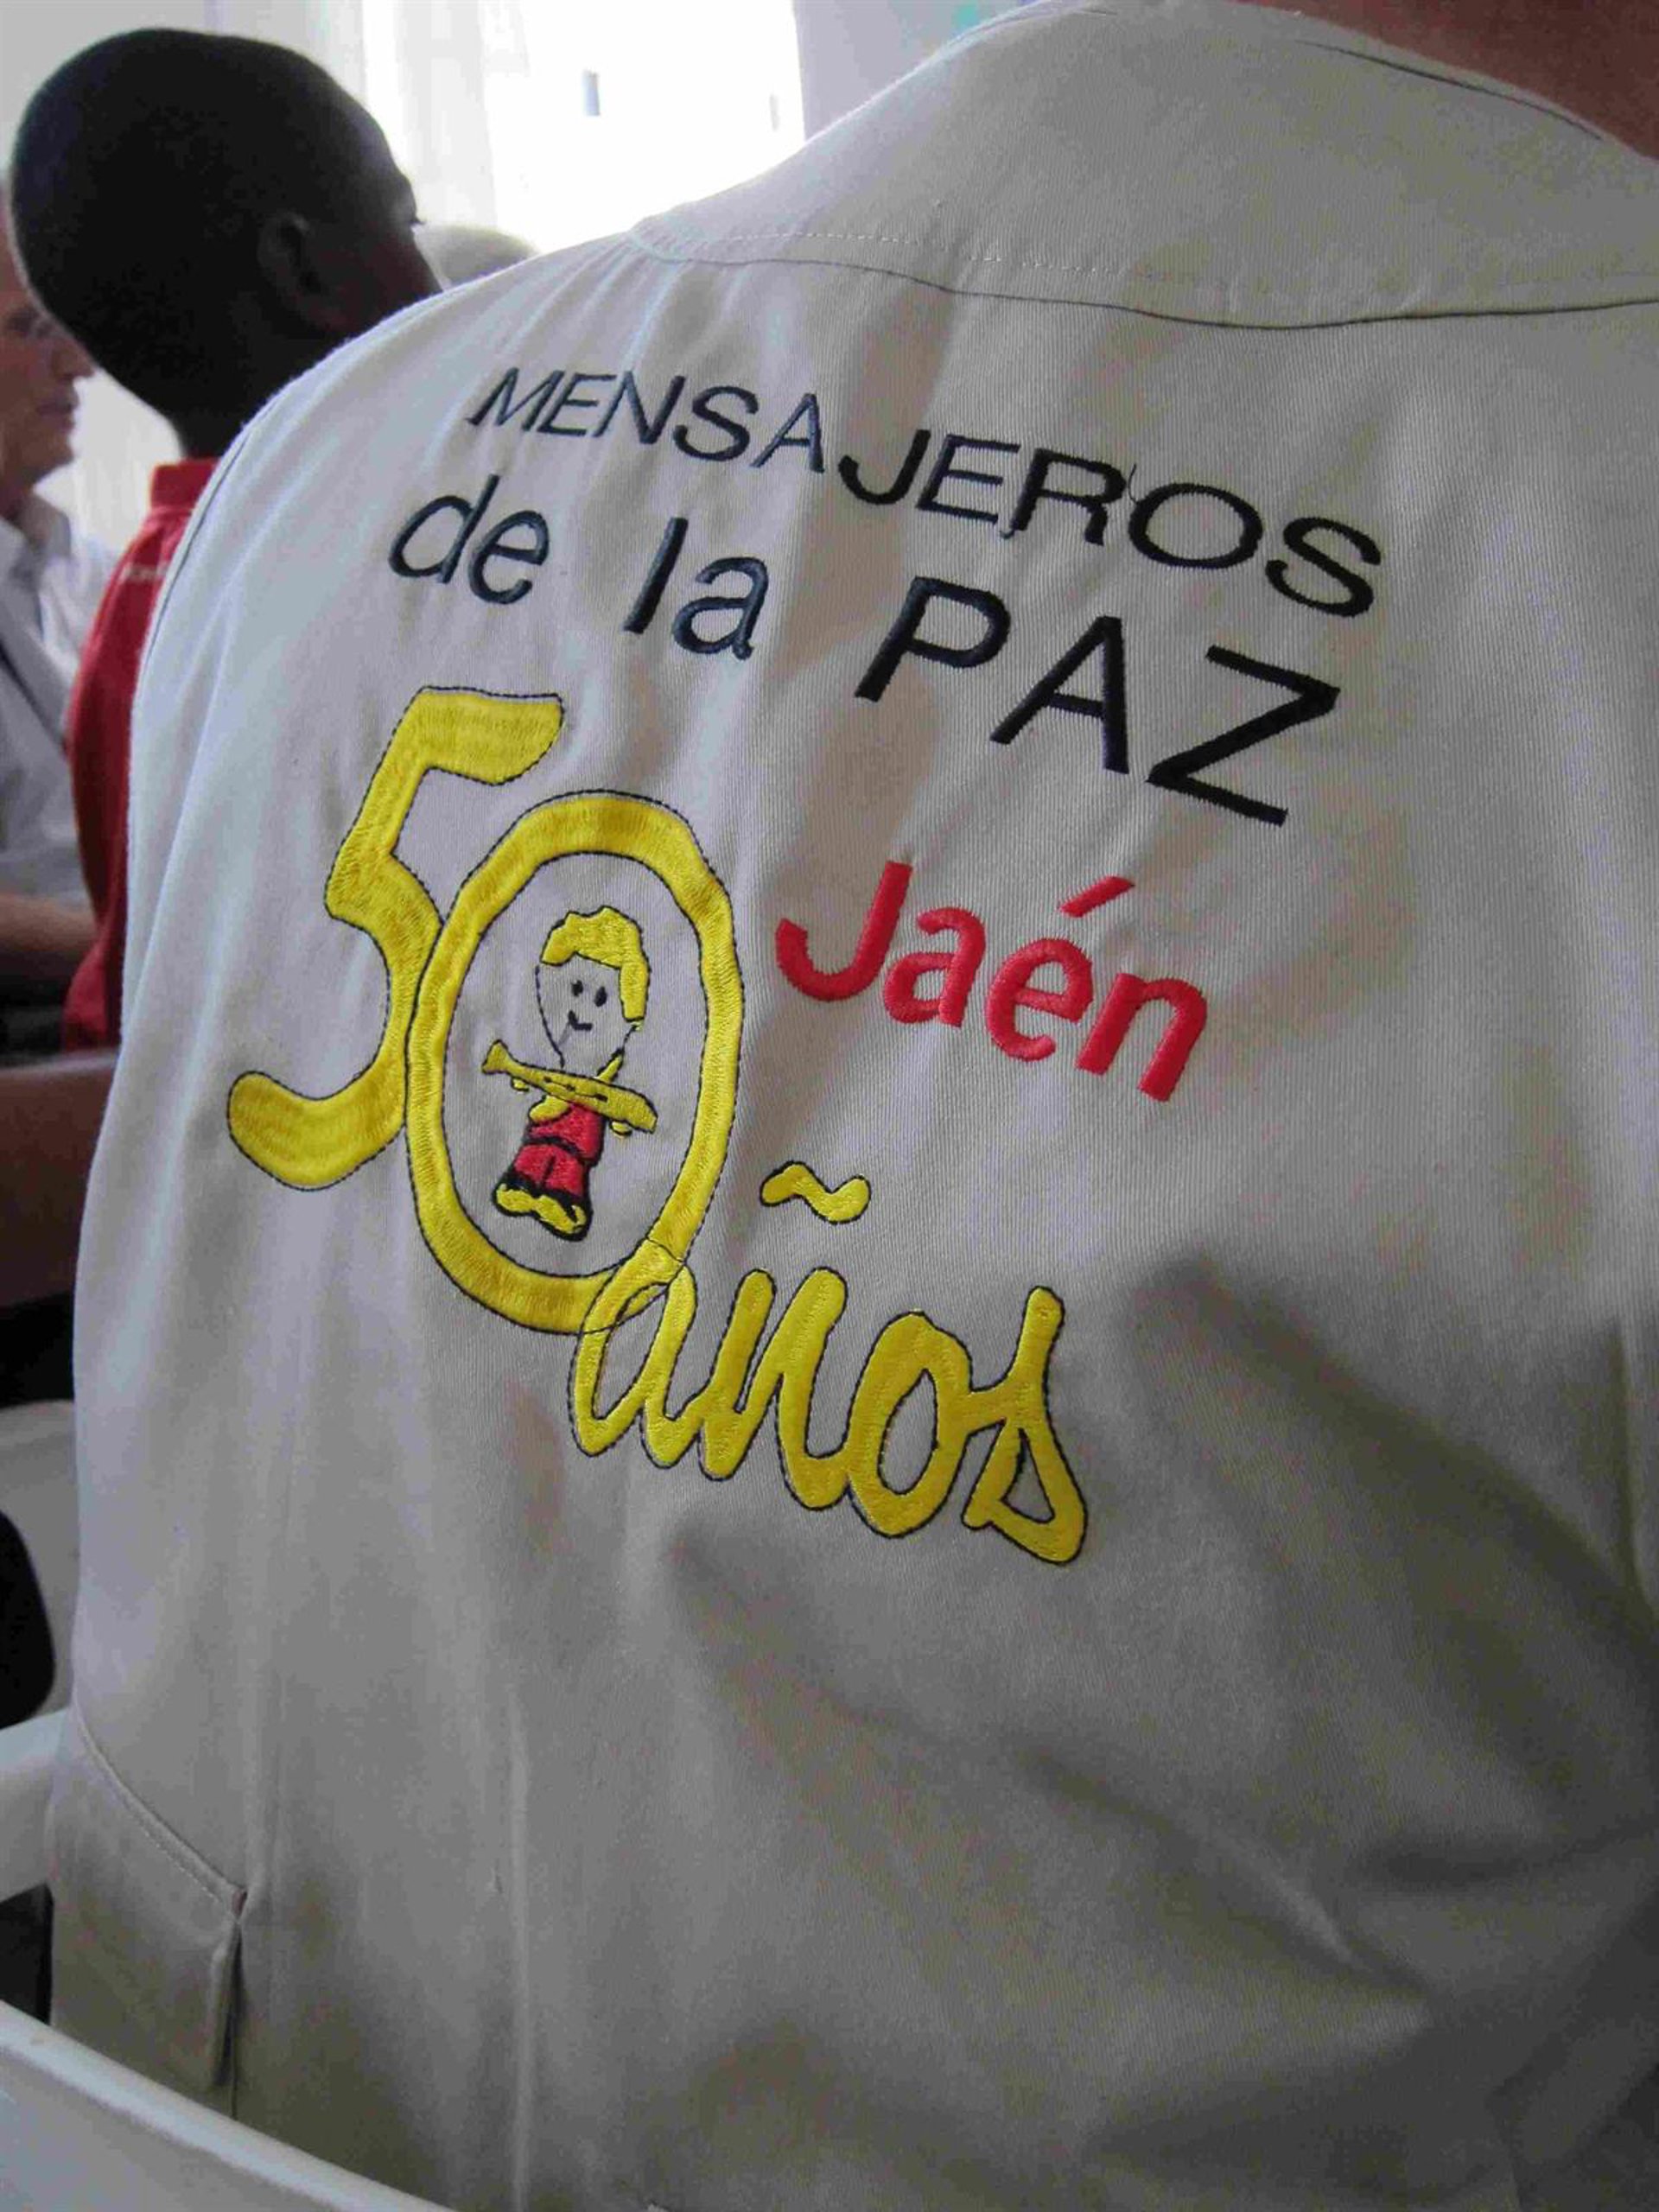 MENSAJEROS
de la PAZ
50 Jaén
años